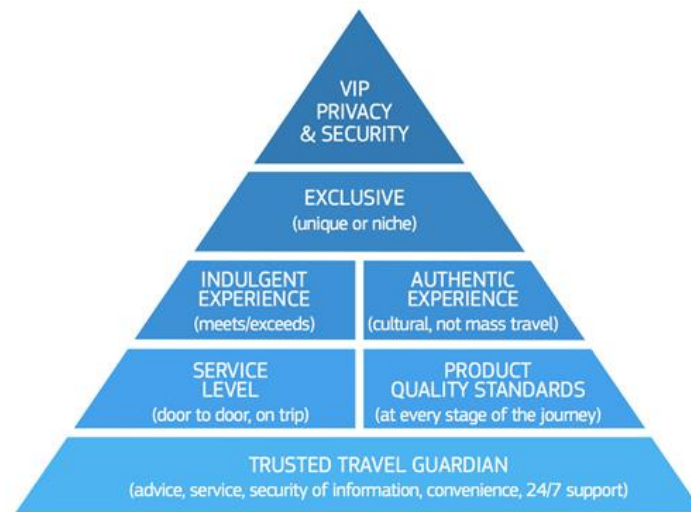 VIP
PRIVACY
& SECURITY
EXCLUSIVE
(unique or niche)
INDULGENT
EXPERIENCE
(meets/exceeds)
AUTHENTIC
EXPERIENCE
(cultural, not mass travel)
SERVICE
LEVEL
(door to door, on trip)
PRODUCT
QUALITY STANDARDS
(at every stage of the journey)
TRUSTED TRAVEL GUARDIAN
(advice, service, security of information, convenience, 24/7 support)